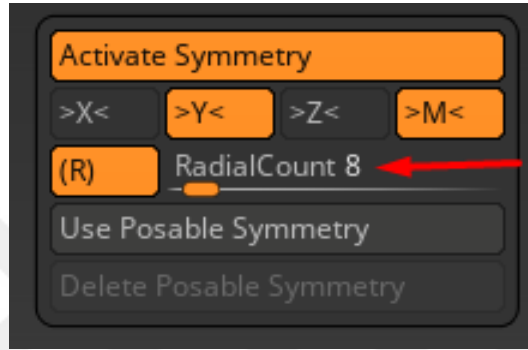 Activate Symmetry
>X< >Y< >Z< >M<
(R) RadialCount 8
Use Posable Symmetry
Delete Posable Symmetry